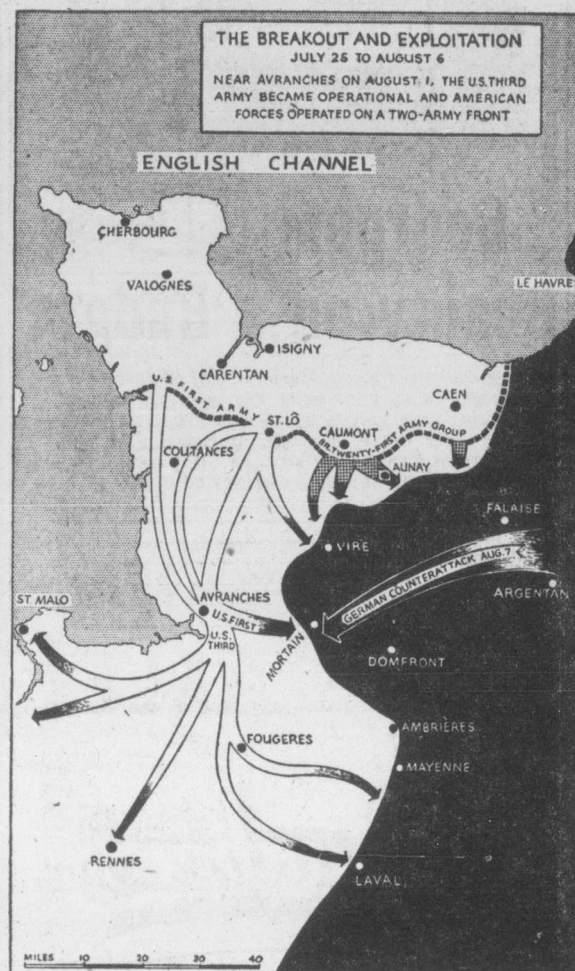 THE BREAKOUT AND EXPLOITATION
JULY 25 TO AUGUST 6
NEAR AVRANCHES ON AUGUST 1, THE U.S. THIRD
ARMY BECAME OPERATIONAL AND AMERICAN
FORCES OPERATED ON A TWO-ARMY FRONT
ENGLISH CHANNEL
CHERBOURG
VALOGNES
LE HAVRE
ISIGNY
CARENTAN
U.S. FIRST ARMY
CAEN
ST. LÔ
CAUMONT
BR. TWENTY-FIRST ARMY GROUP
COUTANCES
AUNAY
FALAISE
VIRE
GERMAN COUNTERATTACK AUG. 7
ARGENTAN
ST MALO
AVRANCHES
U.S. FIRST
U.S.
THIRD
MORTAIN
DOMFRONT
AMBRIÈRES
FOUGERES
MAYENNE
RENNES
LAVAL
MILES 10 20 30 40